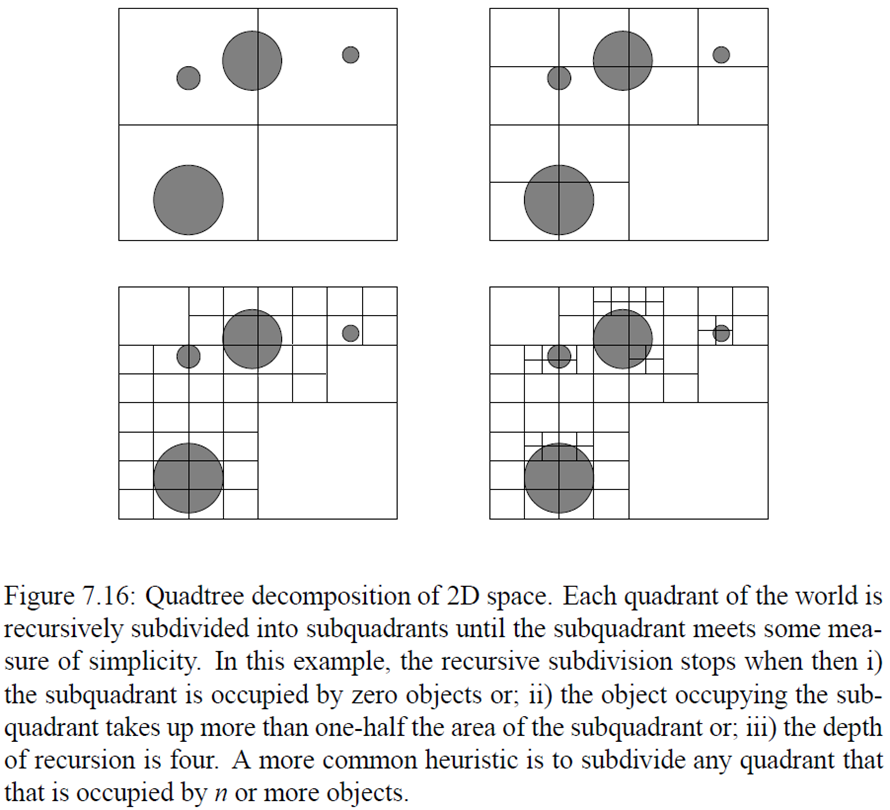 Figure 7.16: Quadtree decomposition of 2D space. Each quadrant of the world is
recursively subdivided into subquadrants until the subquadrant meets some mea-
sure of simplicity. In this example, the recursive subdivision stops when then i)
the subquadrant is occupied by zero objects or; ii) the object occupying the sub-
quadrant takes up more than one-half the area of the subquadrant or; iii) the depth
of recursion is four. A more common heuristic is to subdivide any quadrant that
that is occupied by n or more objects.